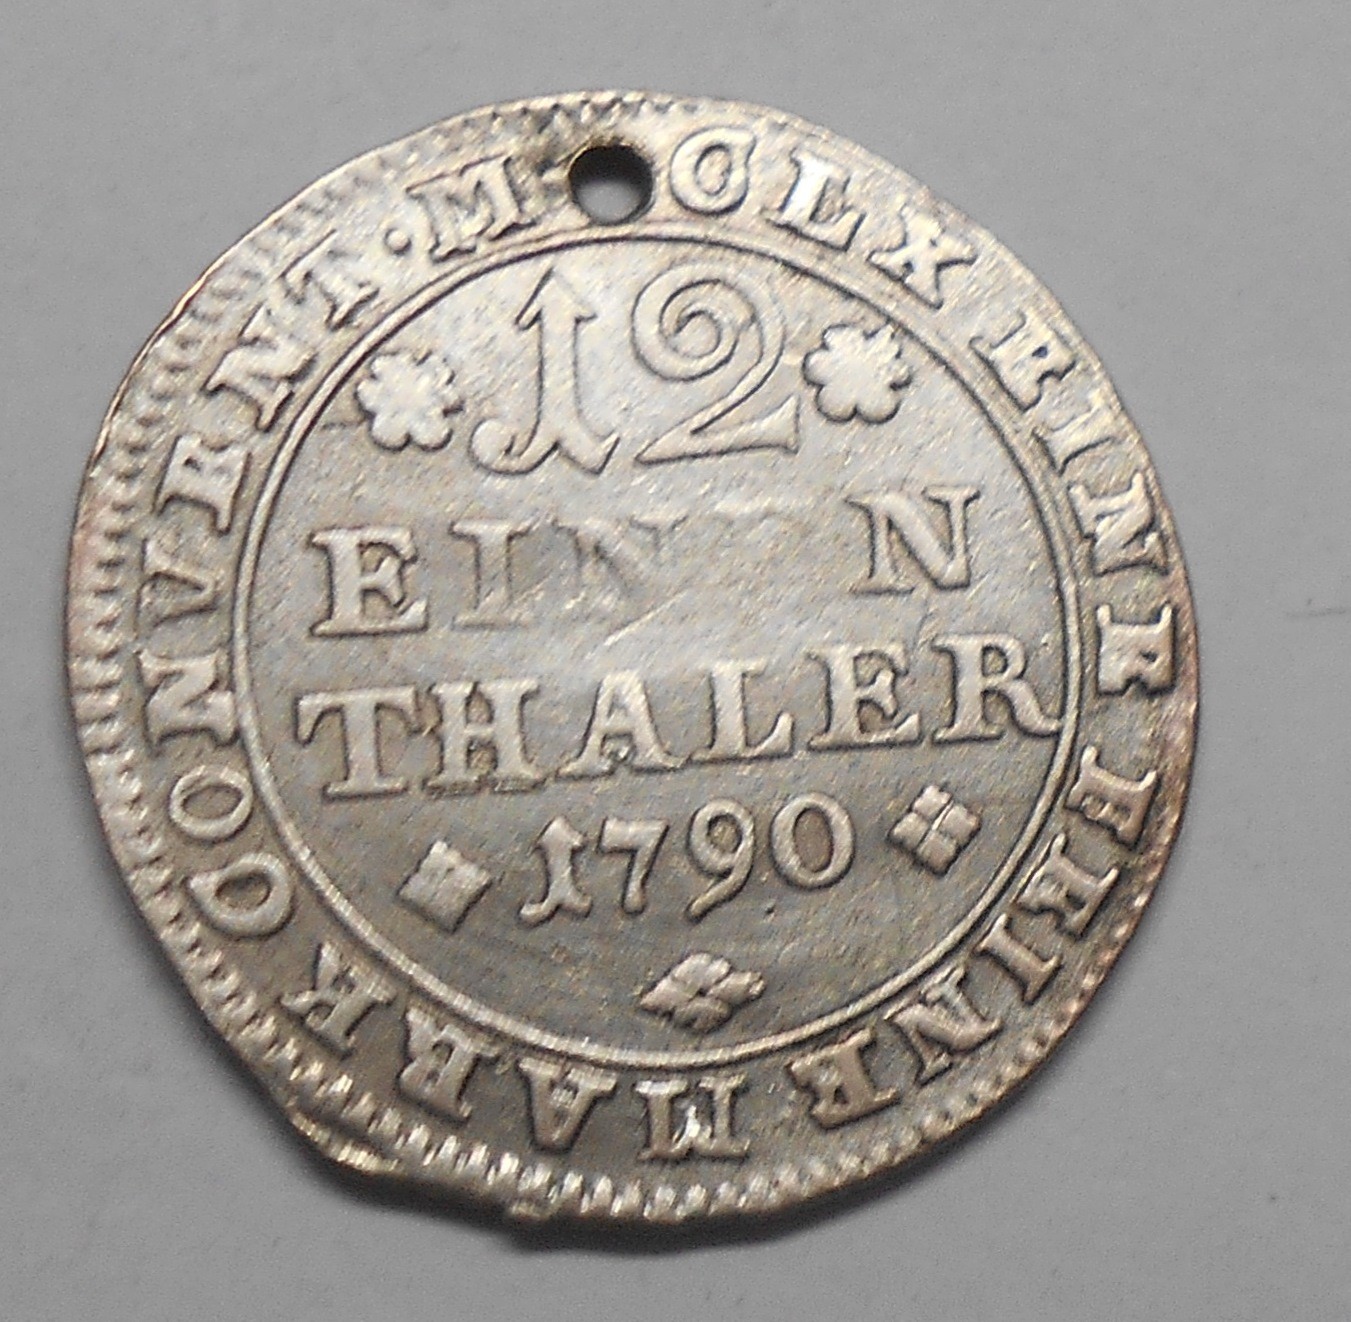 12
EIN N
THALER
1790
CLX EINE FEINE MARK CONVENT·M·